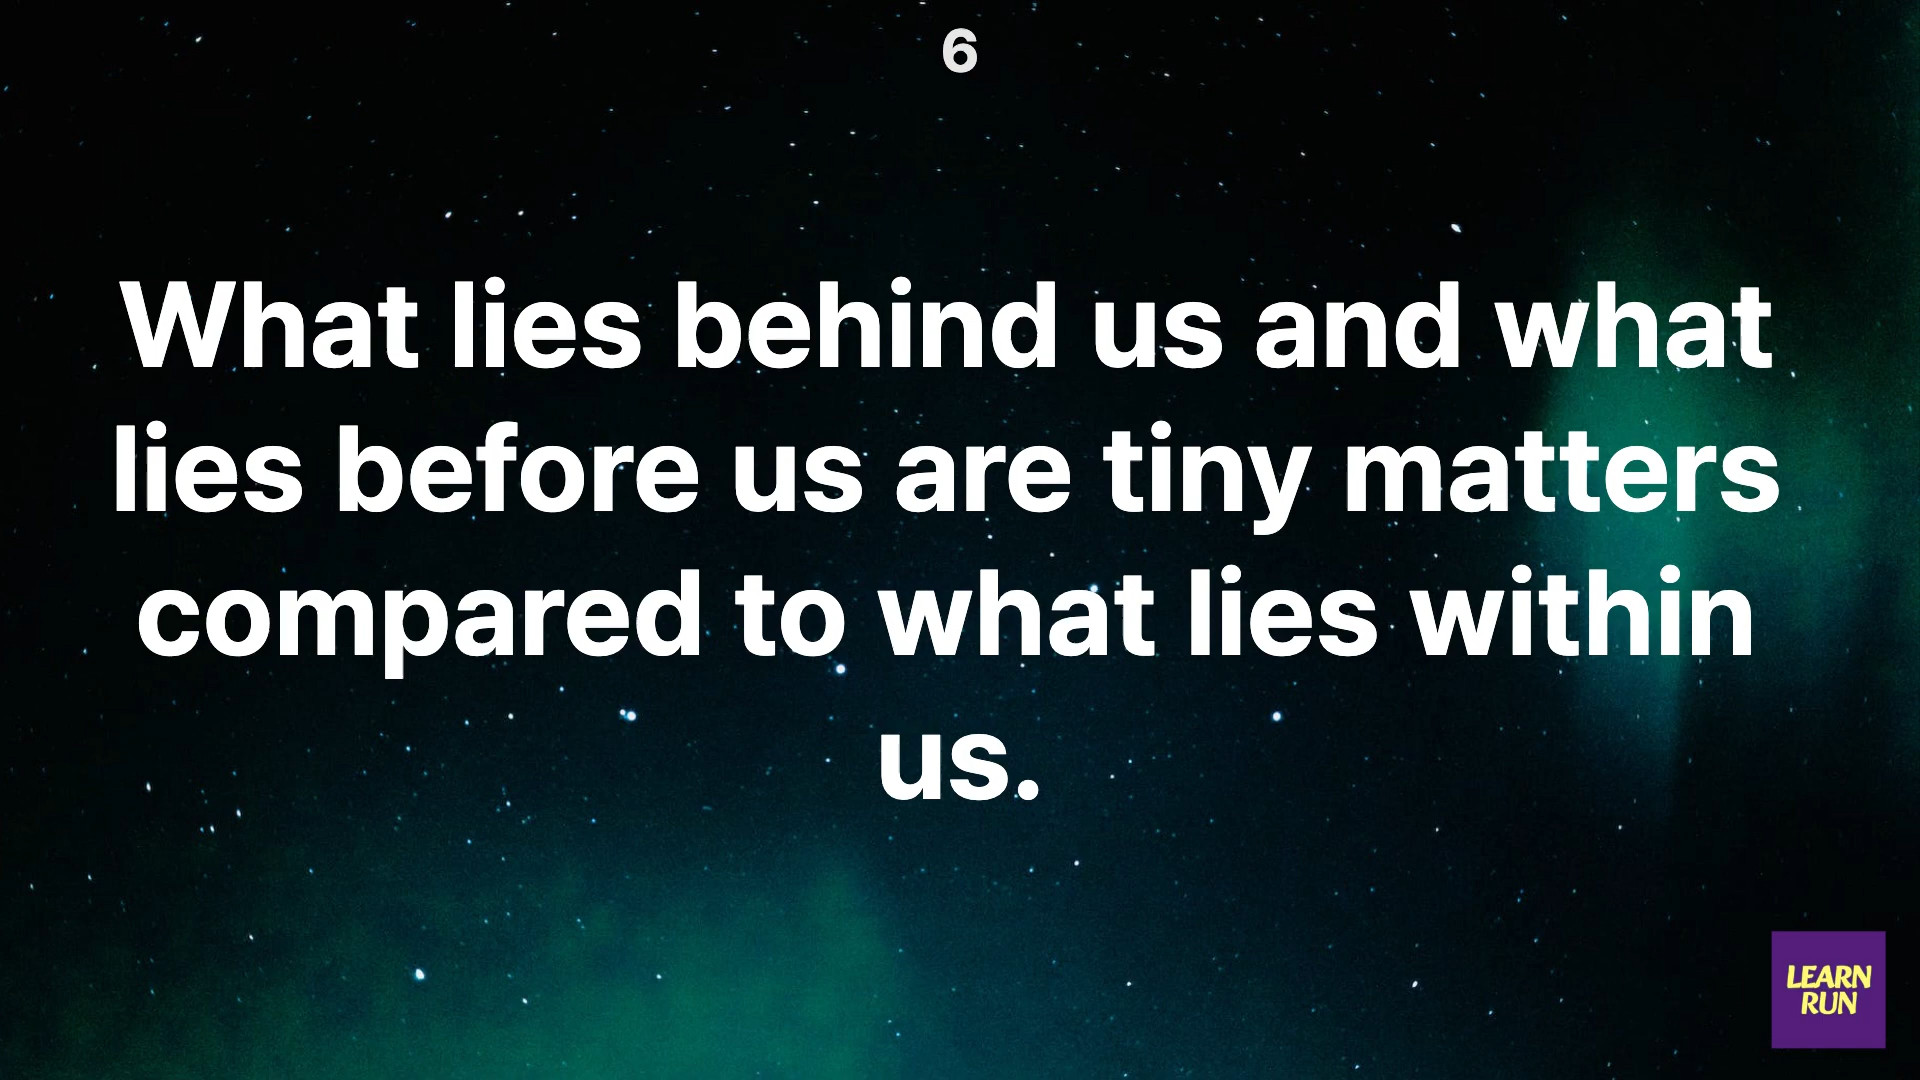 6
What lies behind us and what
lies before us are tiny matters
compared to what lies within
us.
LEARN
RUN